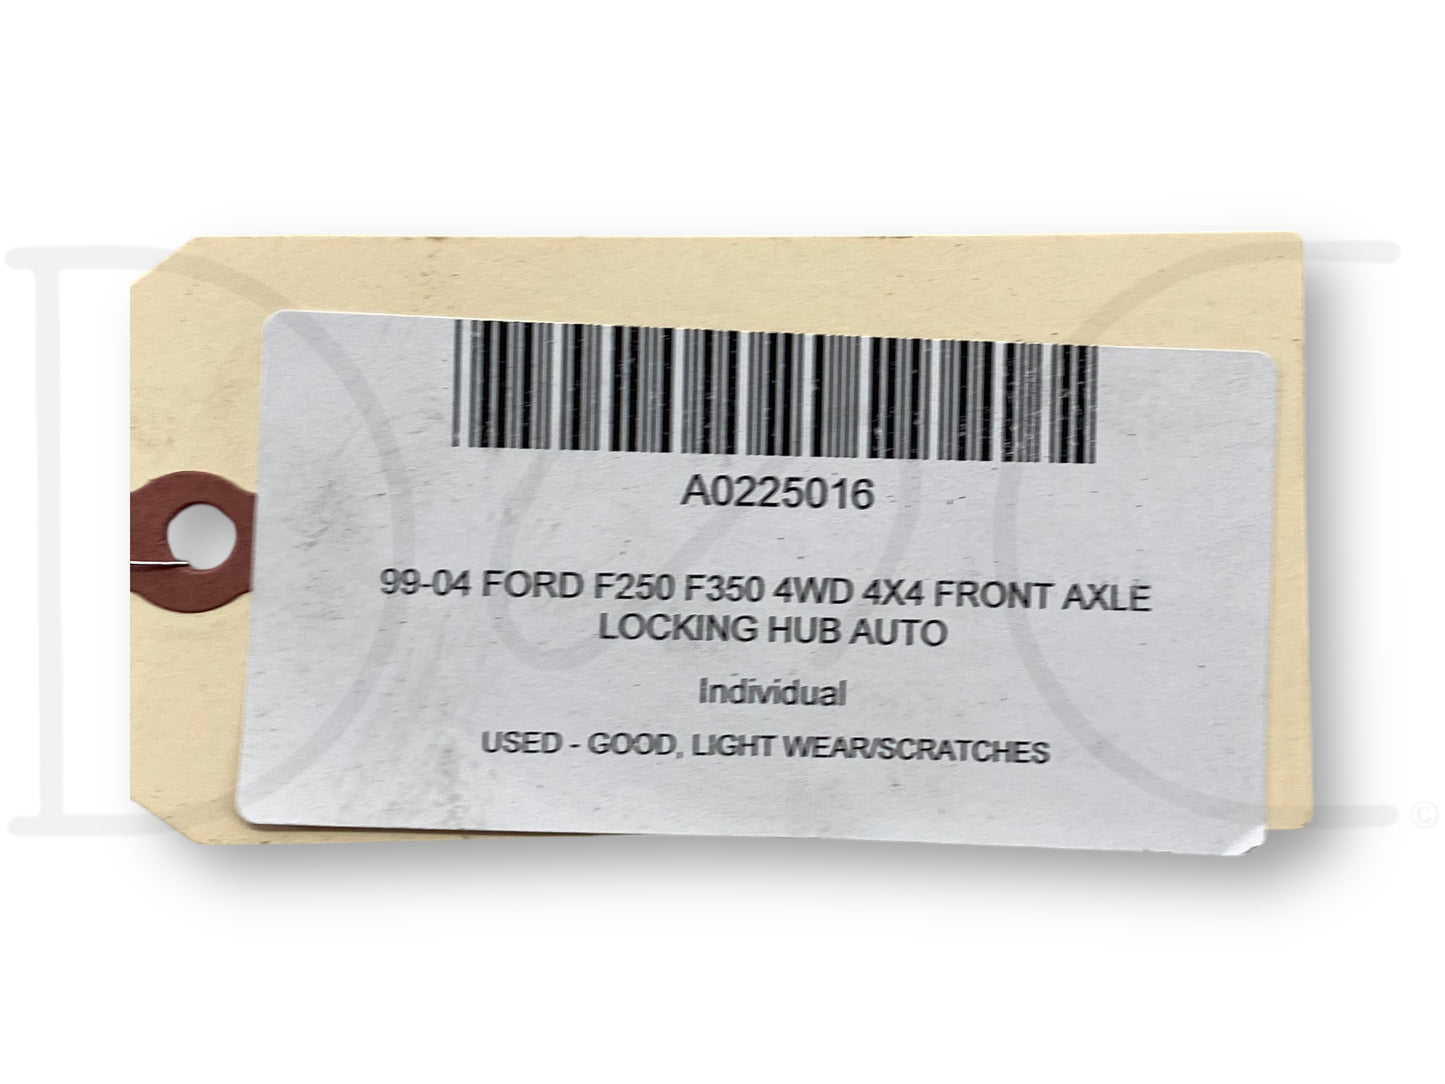 A0225016
99-04 FORD F250 F350 4WD 4X4 FRONT AXLE
LOCKING HUB AUTO
Individual
USED - GOOD, LIGHT WEAR/SCRATCHES
©